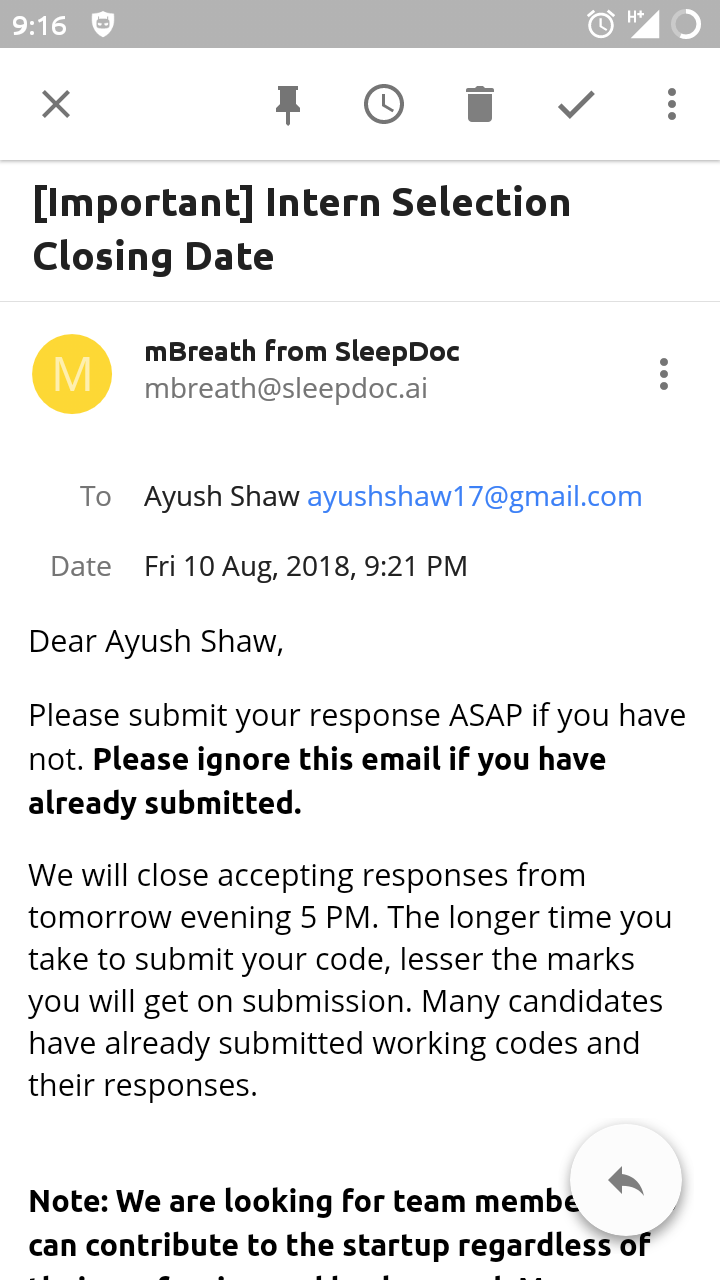 9:16
H+
[Important] Intern Selection
Closing Date
M
mBreath from SleepDoc
mbreath@sleepdoc.ai
To Ayush Shaw ayushshaw17@gmail.com
Date Fri 10 Aug, 2018, 9:21 PM
Dear Ayush Shaw,
Please submit your response ASAP if you have
not. Please ignore this email if you have
already submitted.
We will close accepting responses from
tomorrow evening 5 PM. The longer time you
take to submit your code, lesser the marks
you will get on submission. Many candidates
have already submitted working codes and
their responses.
Note: We are looking for team
can contribute to the startup regardless of